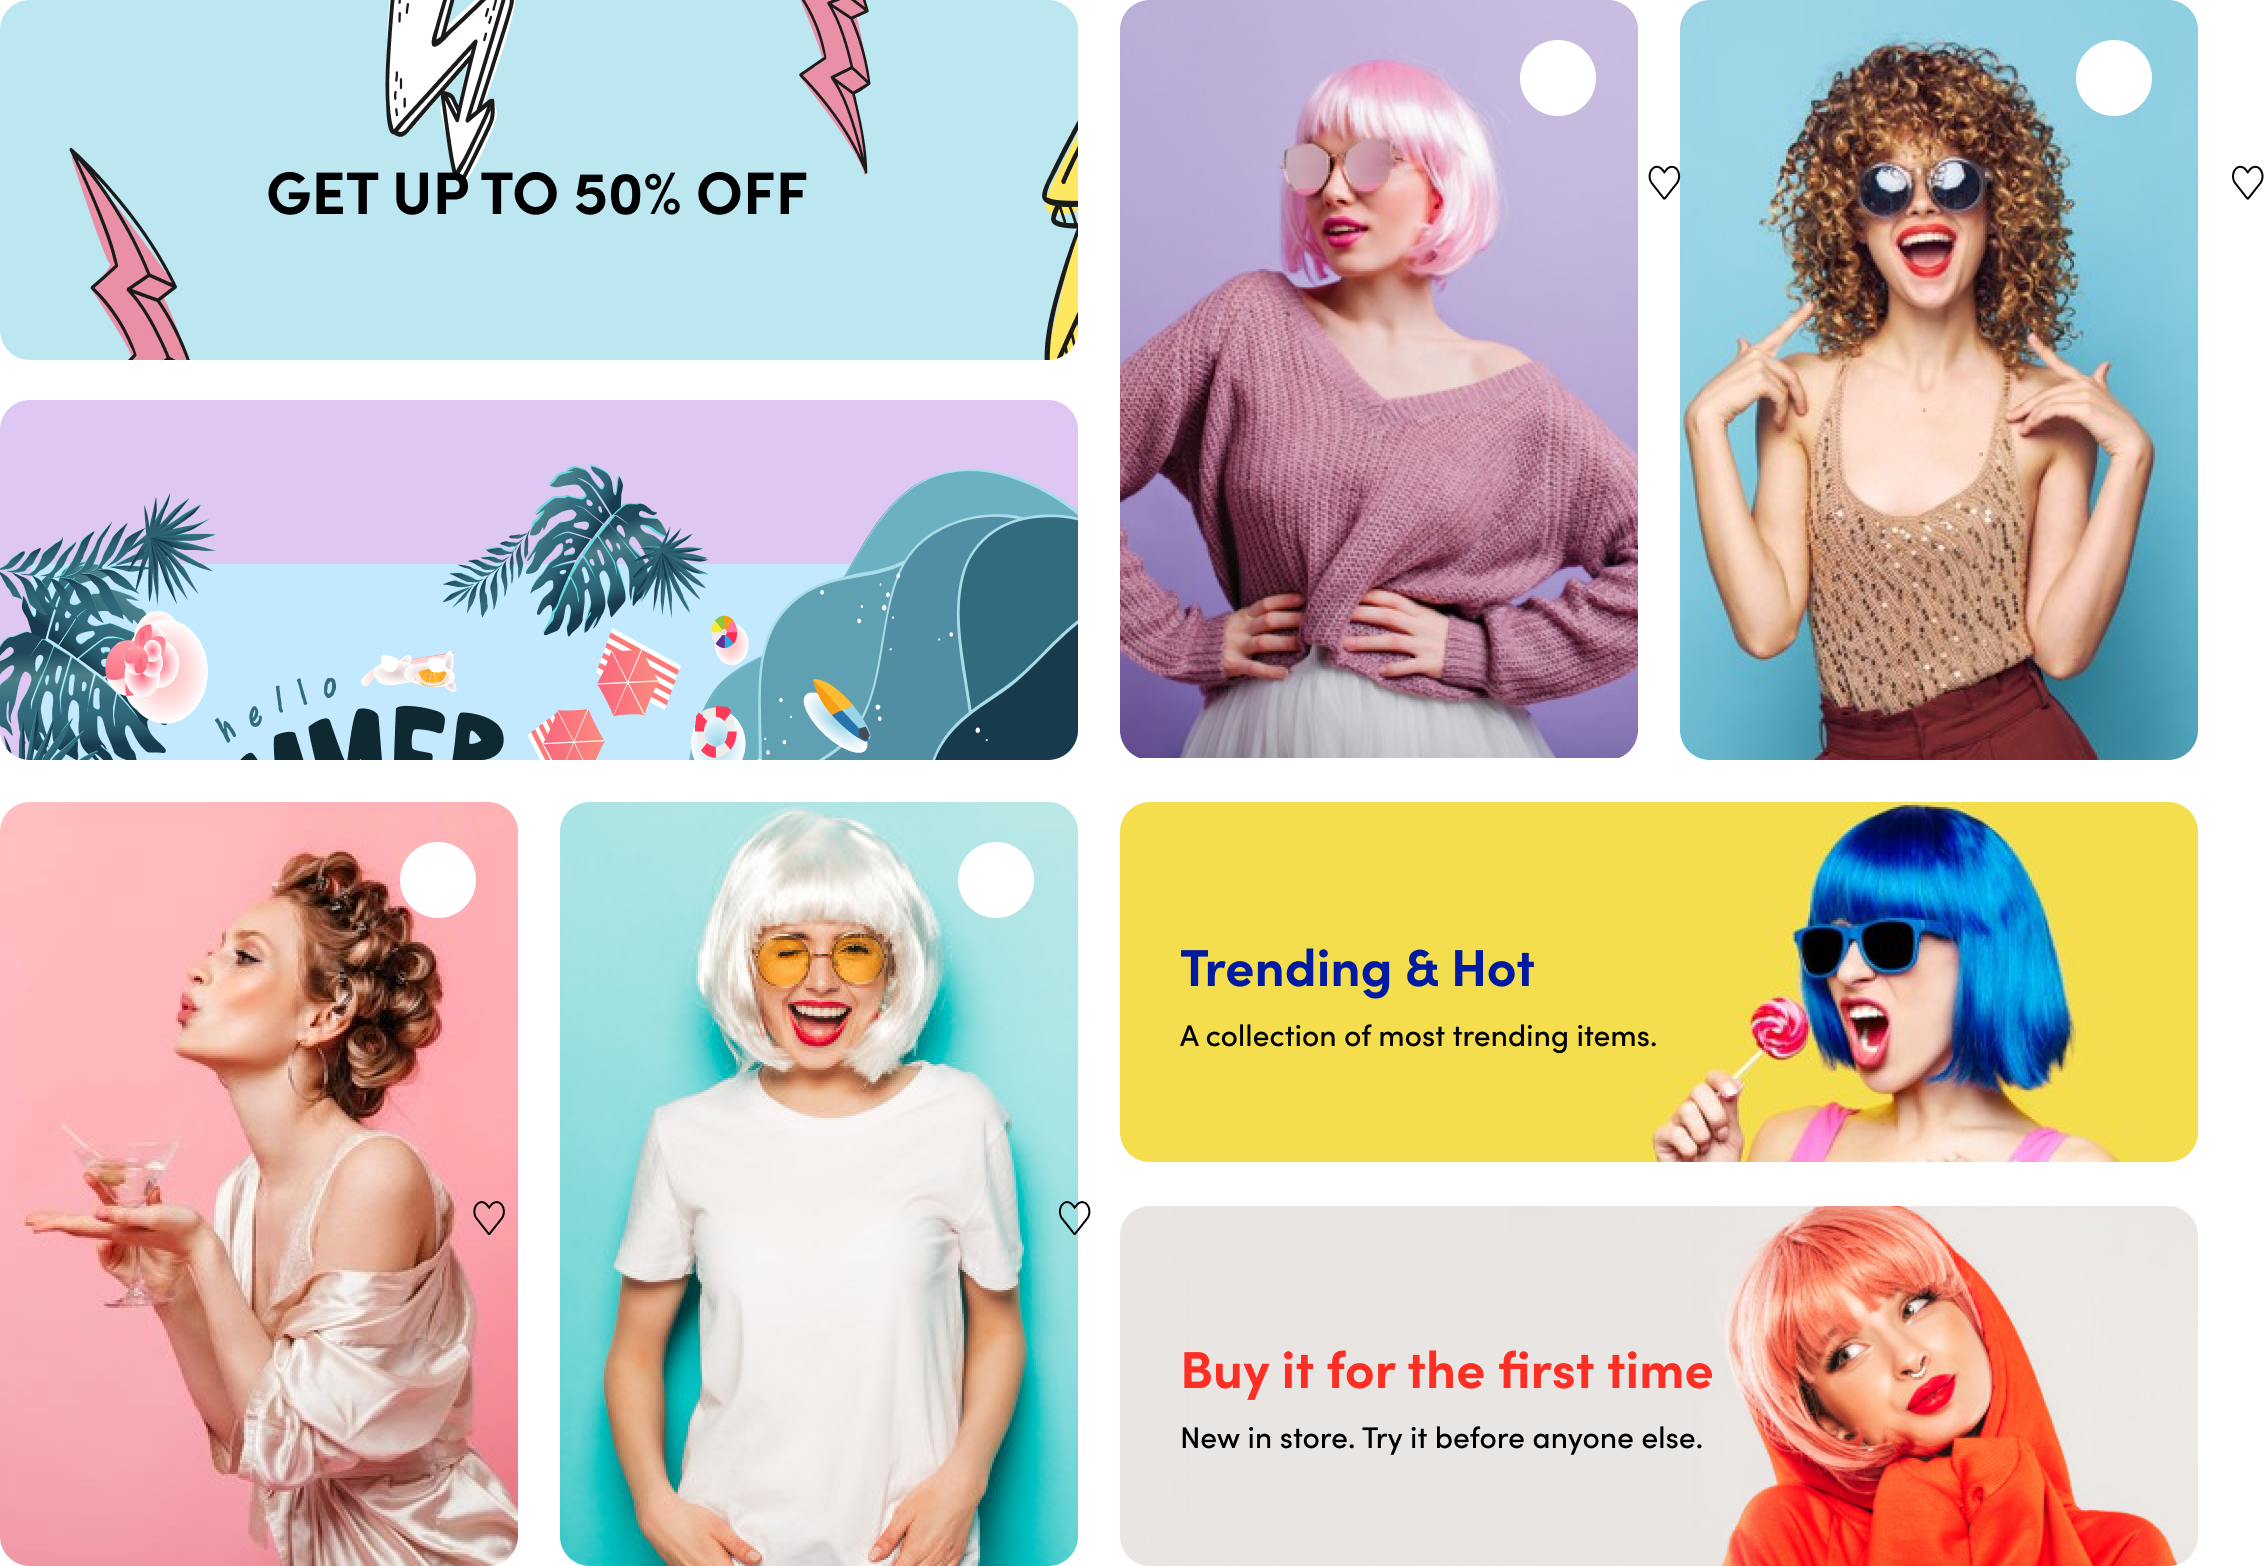 GET UP TO 50% OFF
hello
Trending & Hot
A collection of most trending items.
Buy it for the first time
New in store. Try it before anyone else.